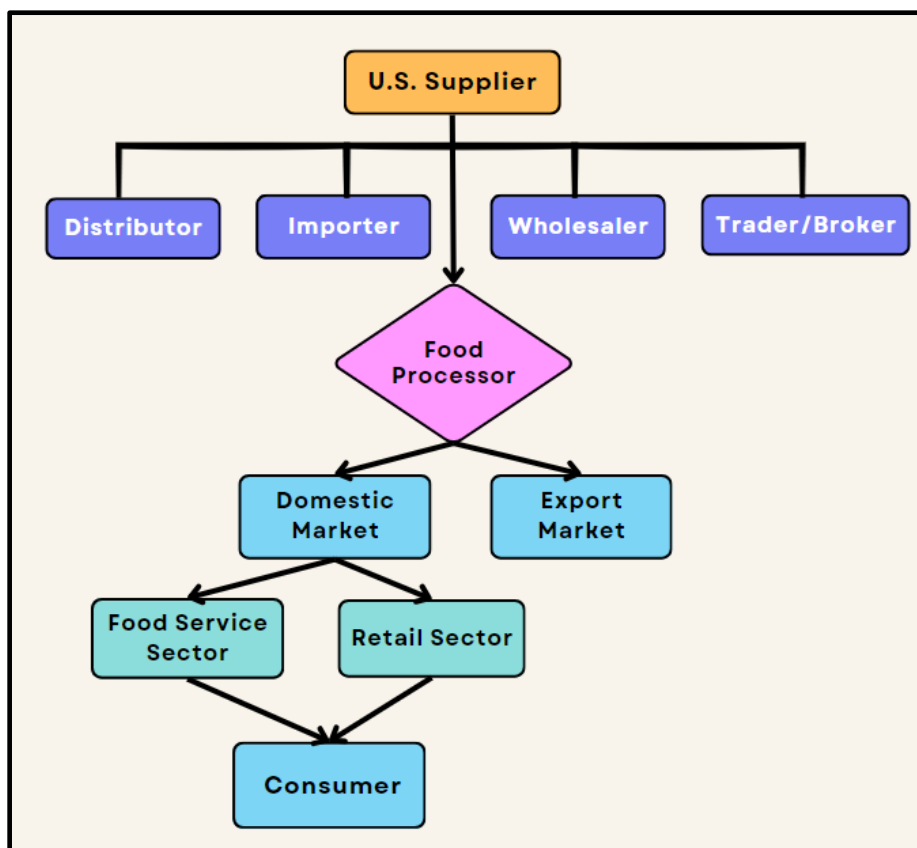 U.S. Supplier
Distributor
Importer
Wholesaler
Trader/Broker
Food
Processor
Domestic
Market
Export
Market
Food Service
Sector
Retail Sector
Consumer